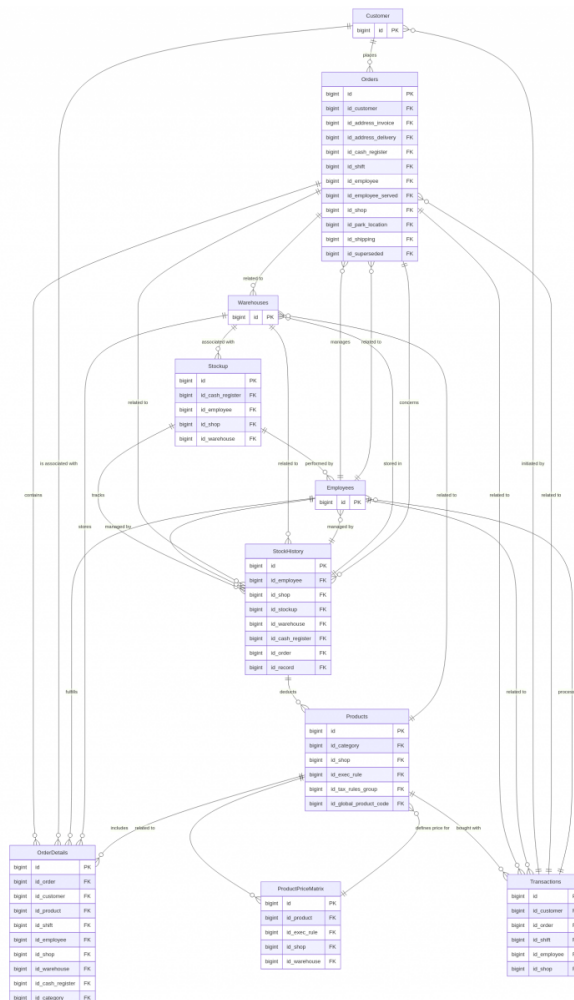 Customer
bigint id PK
places
Orders
bigint id PK
bigint id_customer FK
bigint id_address_invoice FK
bigint id_address_delivery FK
bigint id_cash_register FK
bigint id_shift FK
bigint id_employee FK
bigint id_employee_served FK
bigint id_shop FK
bigint id_park_location FK
bigint id_shipping FK
bigint id_superseded FK
related to
Warehouses
bigint id PK
associated with
manages
related to
Stockup
bigint id PK
bigint id_cash_register FK
bigint id_employee FK
bigint id_shop FK
bigint id_warehouse FK
related to
concerns
is associated with
related to
performed by
stored to
initiated by
contains
tracks
related to
related to
related to
Employees
bigint id PK
stores
managed by
managed by
StockHistory
bigint id PK
bigint id_employee FK
bigint id_shop FK
bigint id_stockup FK
bigint id_warehouse FK
bigint id_cash_register FK
bigint id_order FK
bigint id_record FK
fulfills
deducts
related to
Products
bigint id PK
bigint id_category FK
bigint id_shop FK
bigint id_exec_rule FK
bigint id_tax_rules_group FK
bigint id_global_product_code FK
includes
related to
defines price for
bought with
OrderDetails
bigint id PK
bigint id_order FK
bigint id_customer FK
bigint id_product FK
bigint id_shift FK
bigint id_employee FK
bigint id_shop FK
bigint id_warehouse FK
bigint id_cash_register FK
bigint id_category FK
ProductPriceMatrix
bigint id PK
bigint id_product FK
bigint id_exec_rule FK
bigint id_shop FK
bigint id_warehouse FK
Transactions
bigint id
bigint id_customer
bigint id_order
bigint id_shift
bigint id_employee
bigint id_shop